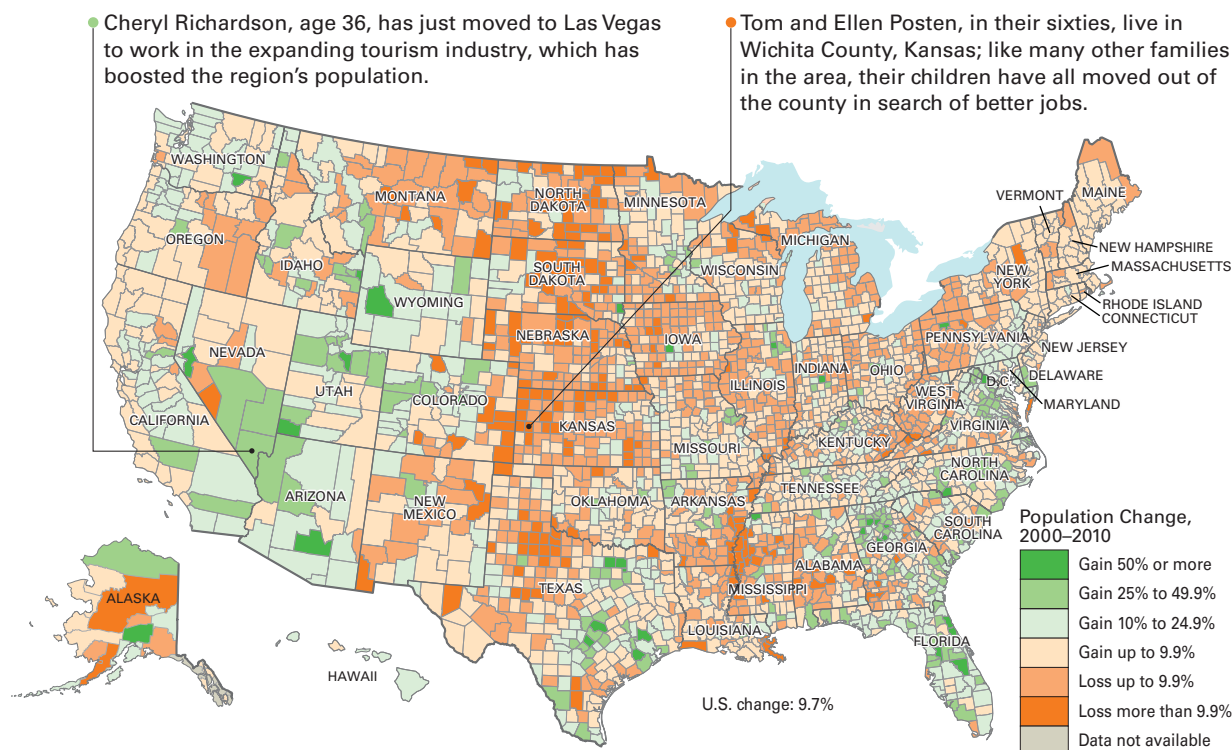 Cheryl Richardson, age 36, has just moved to Las Vegas
to work in the expanding tourism industry, which has
boosted the region's population.
Tom and Ellen Posten, in their sixties, live in
Wichita County, Kansas; like many other families
in the area, their children have all moved out of
the county in search of better jobs.
WASHINGTON
MONTANA
NORTH
DAKOTA
MINNESOTA
VERMONT
MAINE
OREGON
IDAHO
SOUTH
DAKOTA
WISCONSIN
MICHIGAN
NEW
YORK
NEW HAMPSHIRE
MASSACHUSETTS
RHODE ISLAND
CONNECTICUT
WYOMING
NEBRASKA
IOWA
PENNSYLVANIA
NEW JERSEY
NEVADA
UTAH
COLORADO
KANSAS
ILLINOIS
INDIANA
OHIO
WEST
VIRGINIA
D.C.
DELAWARE
MARYLAND
CALIFORNIA
MISSOURI
KENTUCKY
VIRGINIA
ARIZONA
NEW
MEXICO
OKLAHOMA
ARKANSAS
TENNESSEE
NORTH
CAROLINA
SOUTH
CAROLINA
GEORGIA
ALABAMA
MISSISSIPPI
TEXAS
LOUISIANA
FLORIDA
ALASKA
HAWAII
U.S. change: 9.7%
Population Change,
2000–2010
Gain 50% or more
Gain 25% to 49.9%
Gain 10% to 24.9%
Gain up to 9.9%
Loss up to 9.9%
Loss more than 9.9%
Data not available